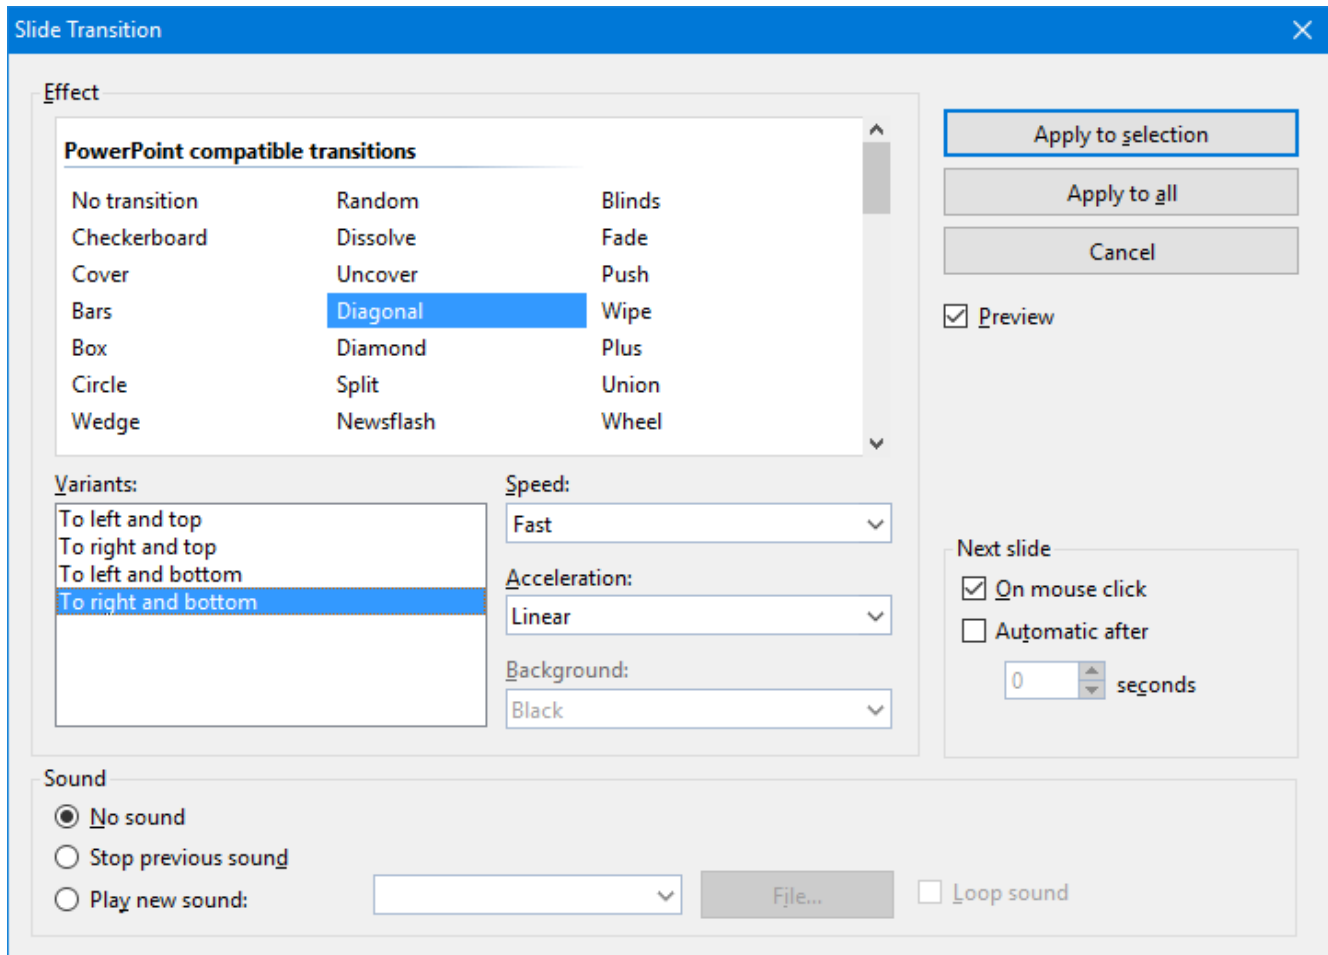 Slide Transition
Effect
PowerPoint compatible transitions
No transition Random Blinds
Checkerboard Dissolve Fade
Cover Uncover Push
Bars Diagonal Wipe
Box Diamond Plus
Circle Split Union
Wedge Newsflash Wheel
Apply to selection
Apply to all
Cancel
Preview
Variants:
To left and top
To right and top
To left and bottom
To right and bottom
Speed:
Fast
Acceleration:
Linear
Background:
Black
Next slide
On mouse click
Automatic after
0 seconds
Sound
No sound
Stop previous sound
Play new sound: File... Loop sound